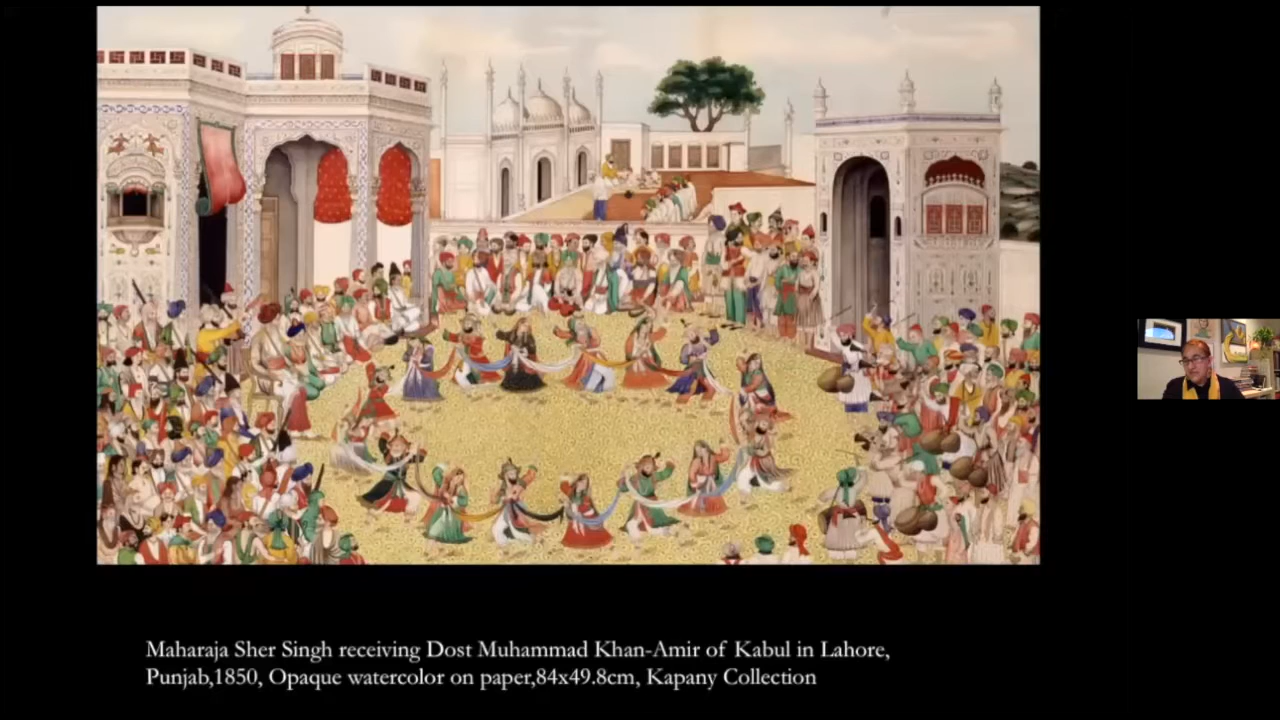 Maharaja Sher Singh receiving Dost Muhammad Khan-Amir of Kabul in Lahore,
Punjab,1850, Opaque watercolor on paper,84x49.8cm, Kapany Collection